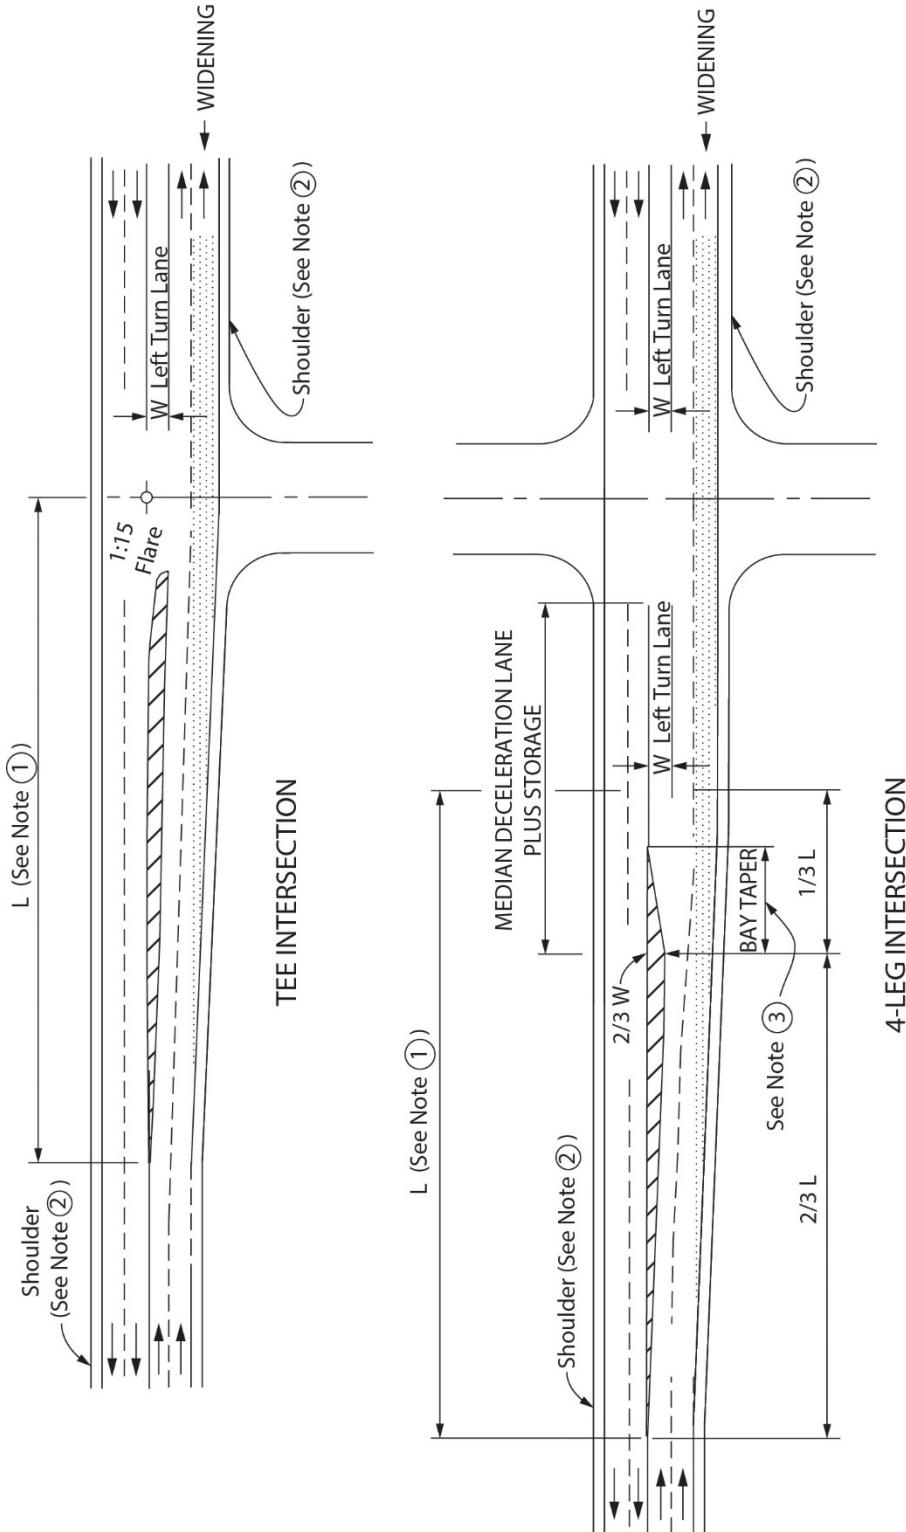 L (See Note ①)
Shoulder
(See Note ②)
1:15
Flare
W Left Turn Lane
WIDENING
Shoulder (See Note ②)
TEE INTERSECTION
L (See Note ①)
MEDIAN DECELERATION LANE
PLUS STORAGE
Shoulder (See Note ②)
2/3 W
W Left Turn Lane
W Left Turn Lane
WIDENING
Shoulder (See Note ②)
BAY TAPER
See Note ③
1/3 L
2/3 L
4-LEG INTERSECTION